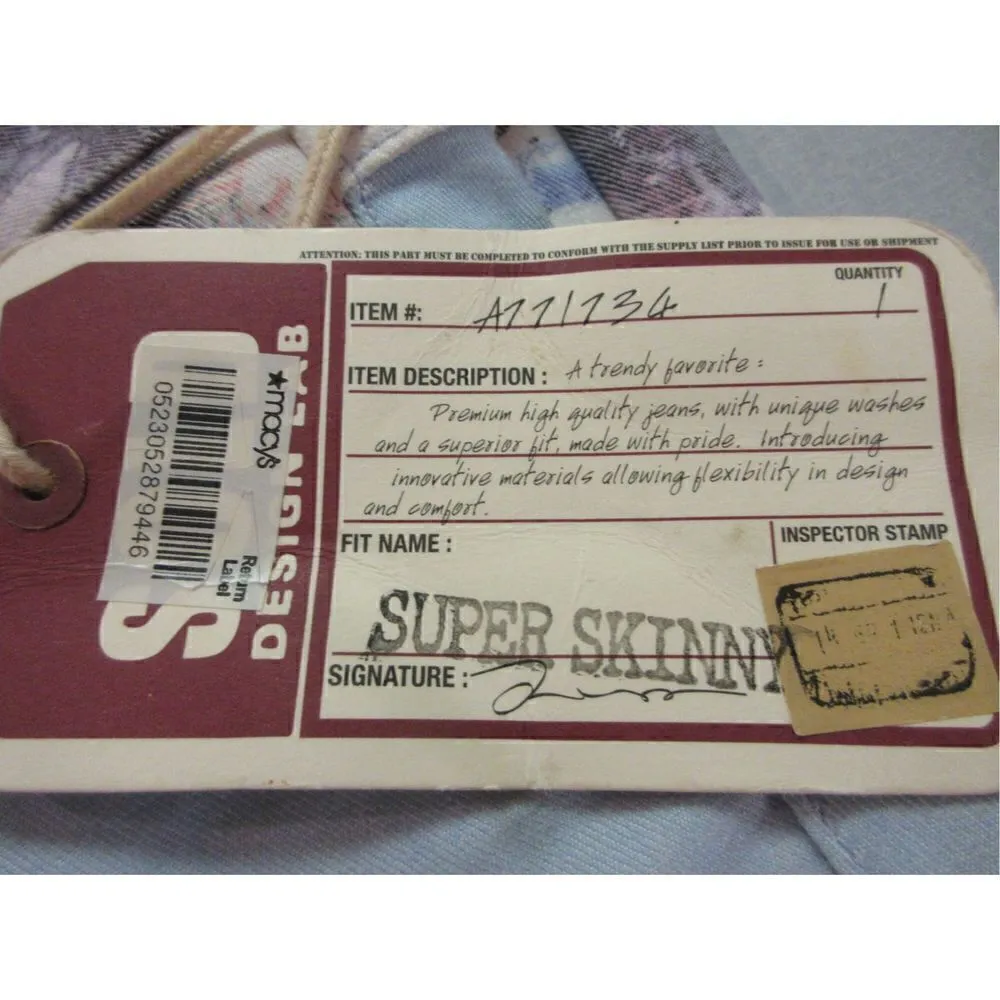 ATTENTION: THIS PART MUST BE COMPLETED TO CONFORM WITH THE SUPPLY LIST PRIOR TO ISSUE FOR USE OR SHIPMENT
QUANTITY
1
ITEM #: A771734
ITEM DESCRIPTION : A trendy favorite :
Premium high quality jeans, with unique washes
and a superior fit, made with pride. Introducing
innovative materials allowing flexibility in design
and comfort.
FIT NAME :
SUPER SKINNY
SIGNATURE :
INSPECTOR STAMP
DESIGN LAB
★macy's
0523052879446
Return
Label